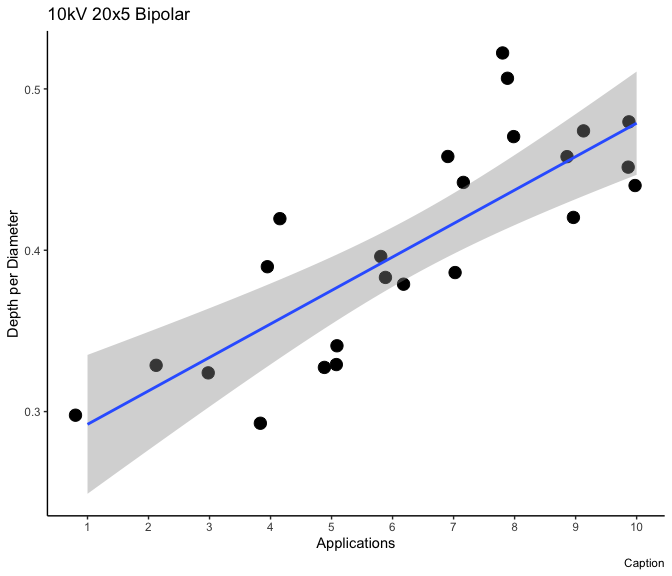 10kV 20x5 Bipolar
0.5
0.4
0.3
Depth per Diameter
1 2 3 4 5 6 7 8 9 10
Applications
Caption